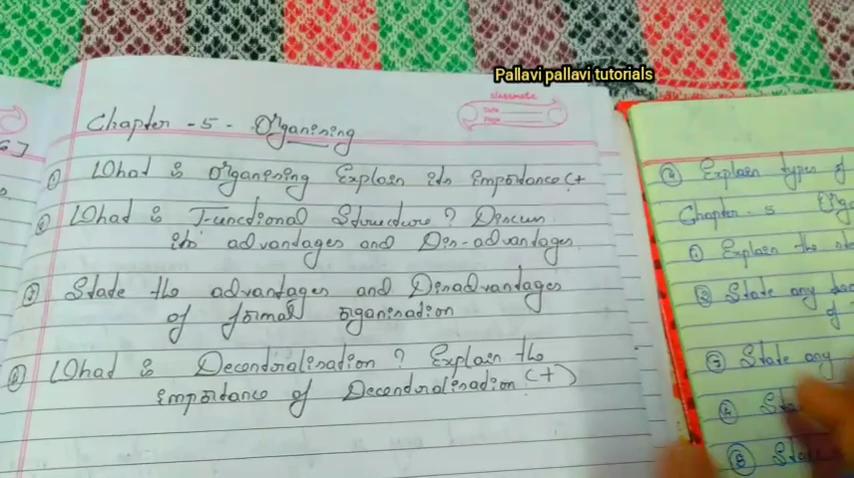 Pallavi pallavi tutorials
classmate
Date
Page
Chapter - 5 - Organising
① What is organising Explain its importance (+
② What is Functional Structure? Discuss
its advantages and Dis-advantages
③ State the advantages and Disadvantages
of formal organisation
④ What is Decentralisation? Explain the
importance of Decentralisation (+)
Explain types of
Chapter - 5
① Explain the
State any
of
State any
⑧ State